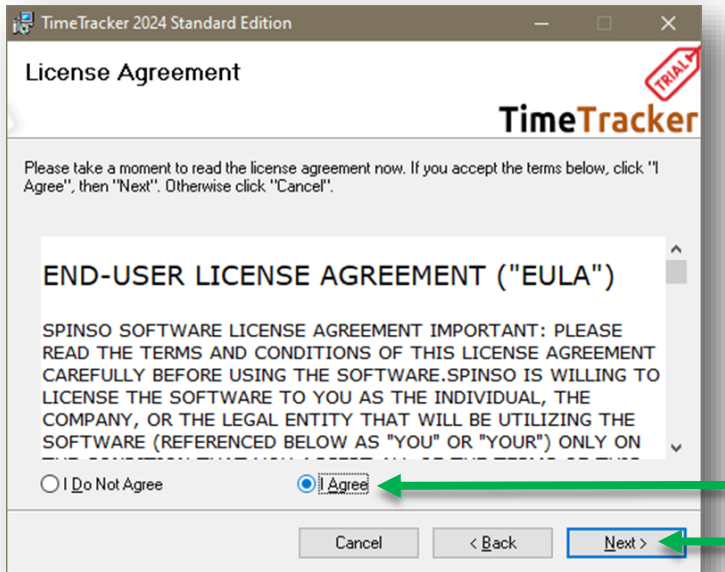 TimeTracker 2024 Standard Edition
License Agreement
TRIAL
TimeTracker
Please take a moment to read the license agreement now. If you accept the terms below, click "I
Agree", then "Next". Otherwise click "Cancel".
END-USER LICENSE AGREEMENT ("EULA")
SPINSO SOFTWARE LICENSE AGREEMENT IMPORTANT: PLEASE
READ THE TERMS AND CONDITIONS OF THIS LICENSE AGREEMENT
CAREFULLY BEFORE USING THE SOFTWARE.SPINSO IS WILLING TO
LICENSE THE SOFTWARE TO YOU AS THE INDIVIDUAL, THE
COMPANY, OR THE LEGAL ENTITY THAT WILL BE UTILIZING THE
SOFTWARE (REFERENCED BELOW AS "YOU" OR "YOUR") ONLY ON
I Do Not Agree
I Agree
Cancel
< Back
Next >